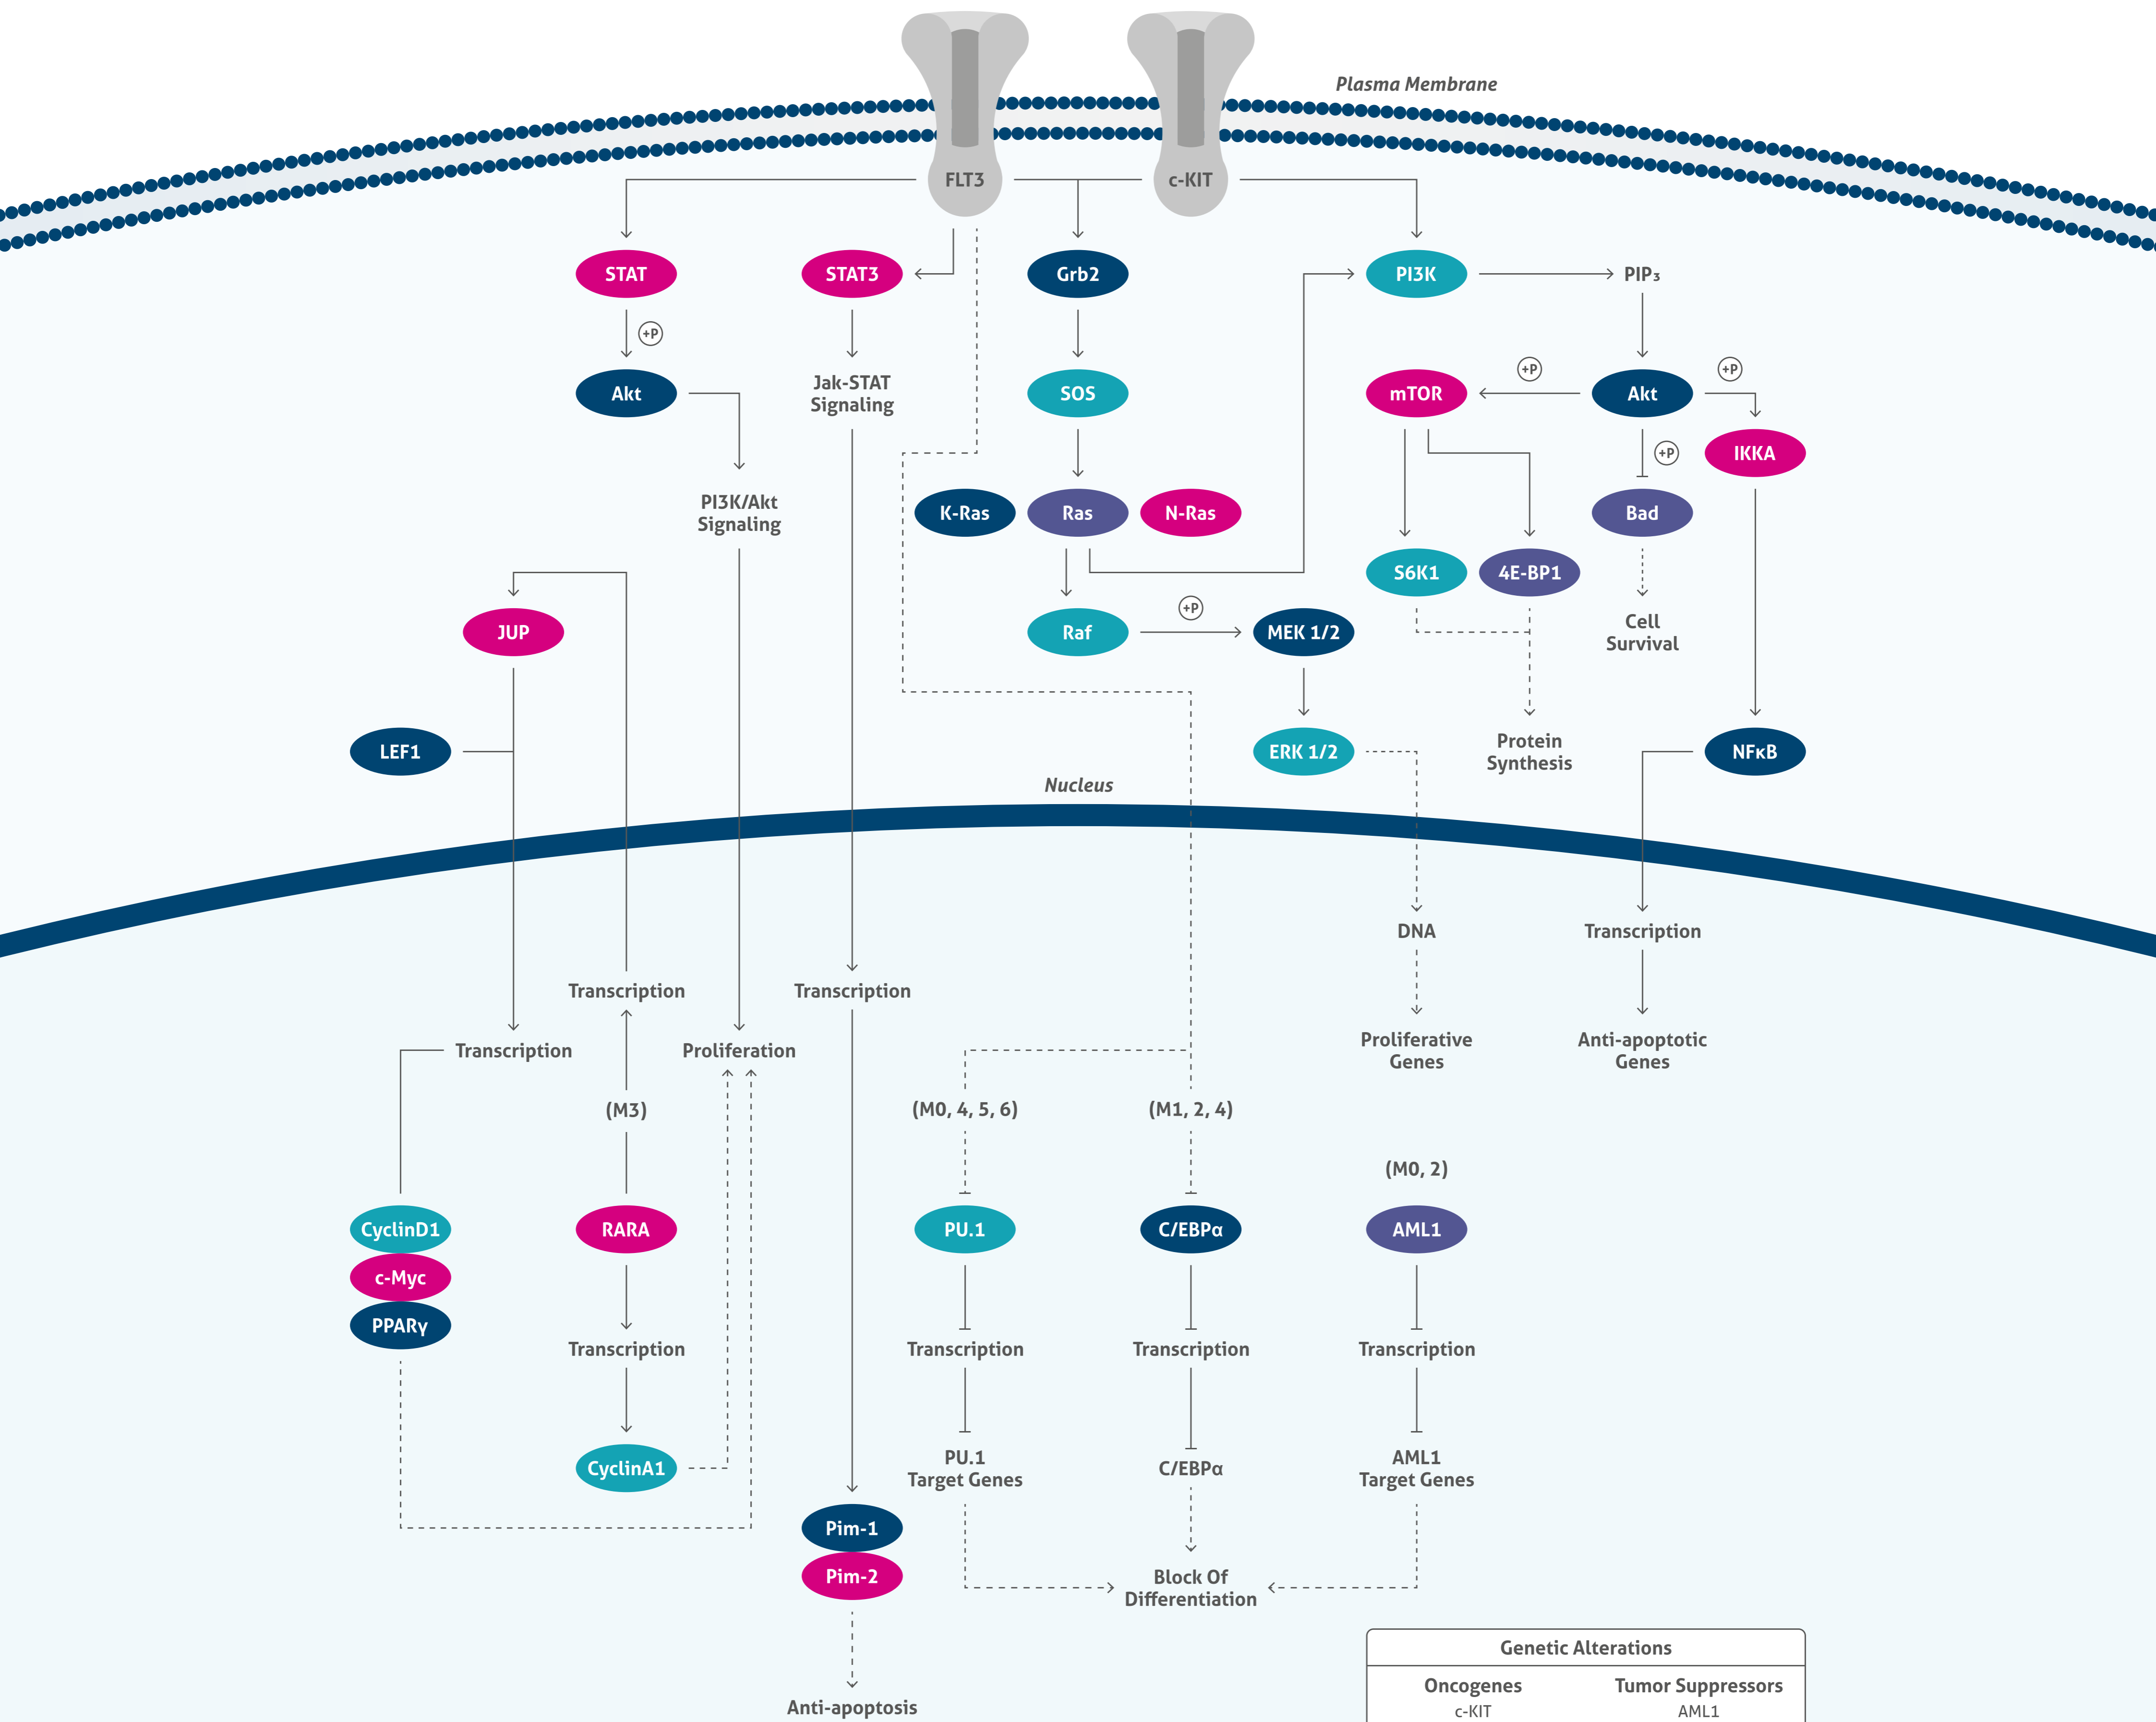 Plasma Membrane
FLT3
c-KIT
STAT
STAT3
Grb2
PI3K
PIP₃
+P
Akt
Jak-STAT
Signaling
SOS
mTOR
+P
Akt
+P
IKKA
+P
PI3K/Akt
Signaling
K-Ras
Ras
N-Ras
Bad
S6K1
4E-BP1
JUP
Raf
+P
MEK 1/2
Cell
Survival
LEF1
ERK 1/2
Protein
Synthesis
NFκB
Nucleus
DNA
Transcription
Transcription
Transcription
Transcription
Proliferation
Proliferative
Genes
Anti-apoptotic
Genes
(M3)
(M0, 4, 5, 6)
(M1, 2, 4)
(M0, 2)
CyclinD1
c-Myc
PPARγ
RARA
PU.1
C/EBPα
AML1
Transcription
Transcription
Transcription
Transcription
CyclinA1
PU.1
Target Genes
C/EBPα
AML1
Target Genes
Pim-1
Pim-2
Block Of
Differentiation
Anti-apoptosis
Genetic Alterations
Oncogenes
Tumor Suppressors
c-KIT
AML1